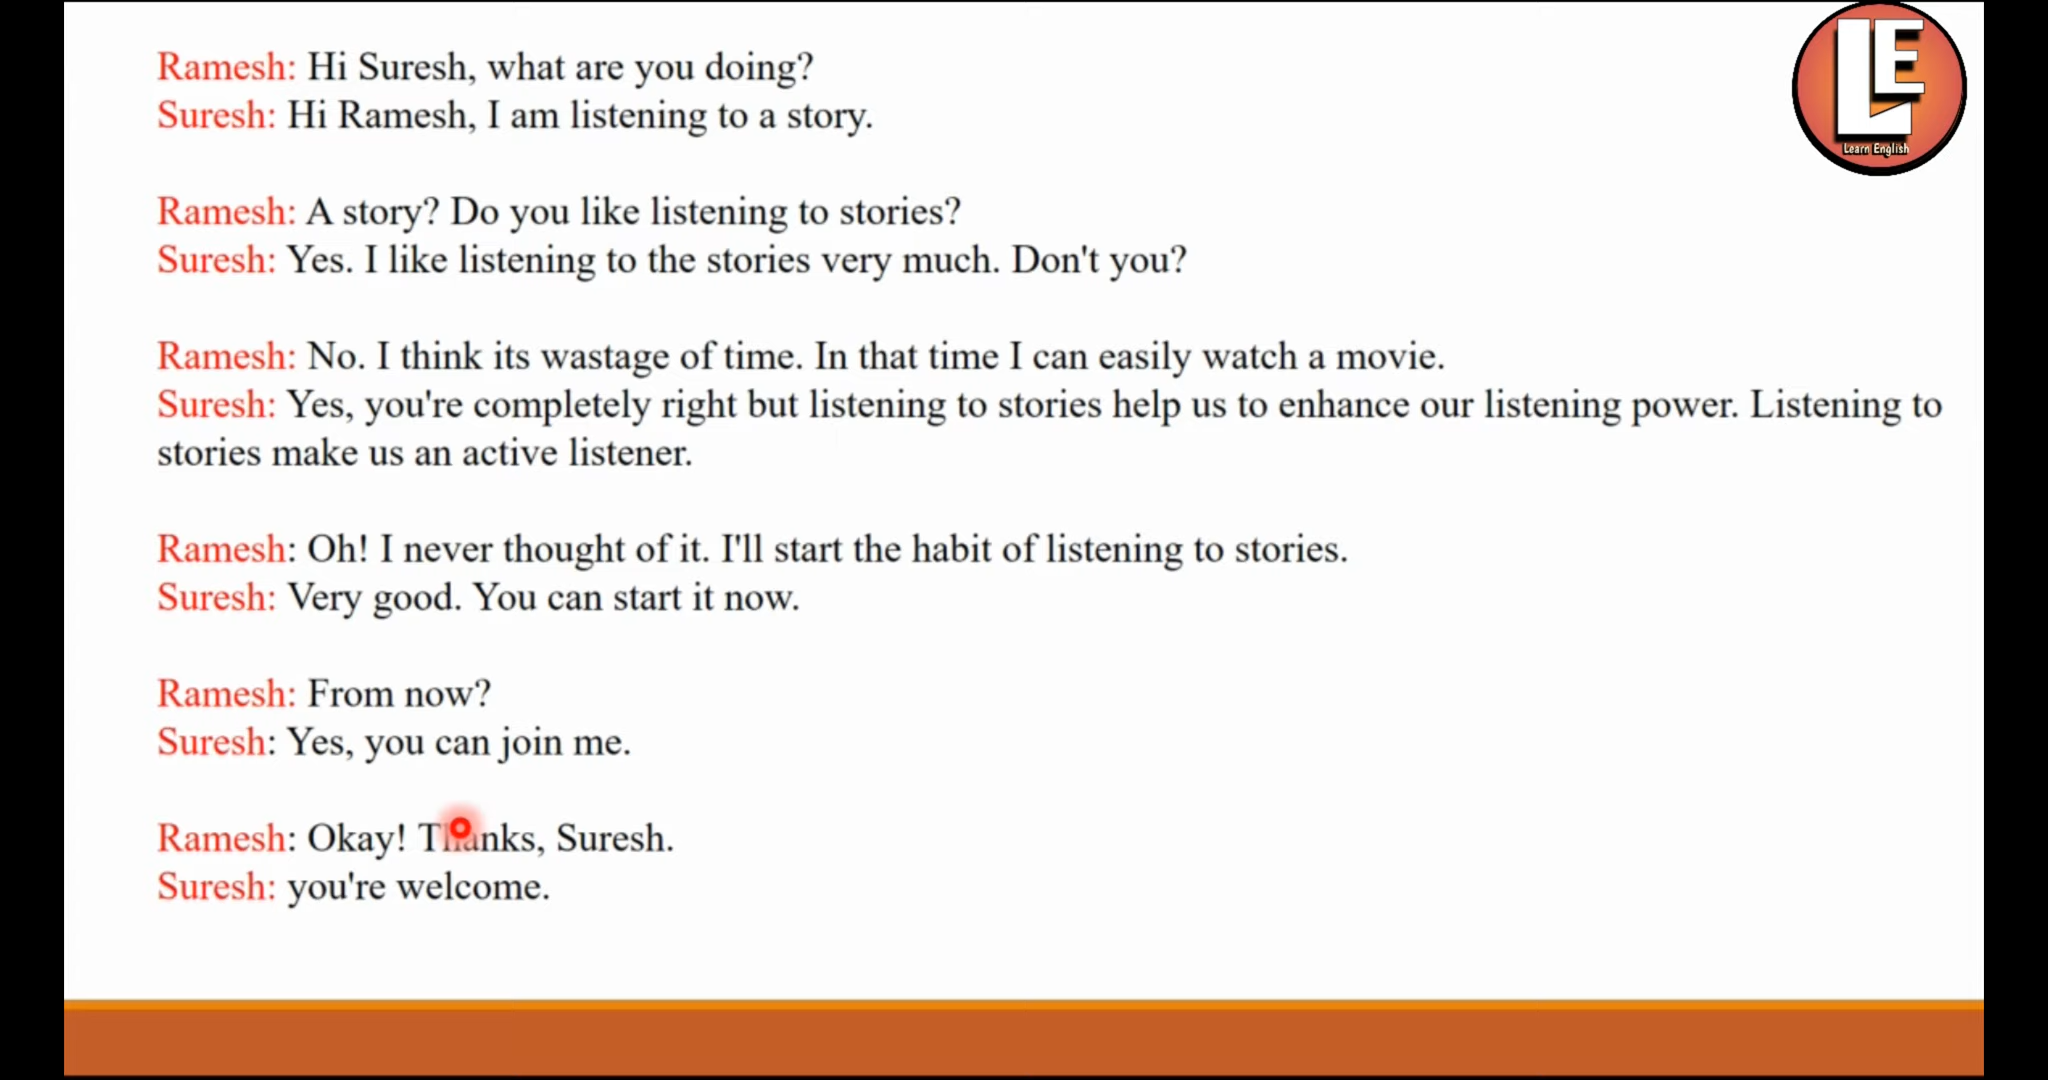 Ramesh: Hi Suresh, what are you doing?
Suresh: Hi Ramesh, I am listening to a story.
Ramesh: A story? Do you like listening to stories?
Suresh: Yes. I like listening to the stories very much. Don't you?
Ramesh: No. I think its wastage of time. In that time I can easily watch a movie.
Suresh: Yes, you're completely right but listening to stories help us to enhance our listening power. Listening to
stories make us an active listener.
Ramesh: Oh! I never thought of it. I'll start the habit of listening to stories.
Suresh: Very good. You can start it now.
Ramesh: From now?
Suresh: Yes, you can join me.
Ramesh: Okay! Thanks, Suresh.
Suresh: you're welcome.
LE
Learn English